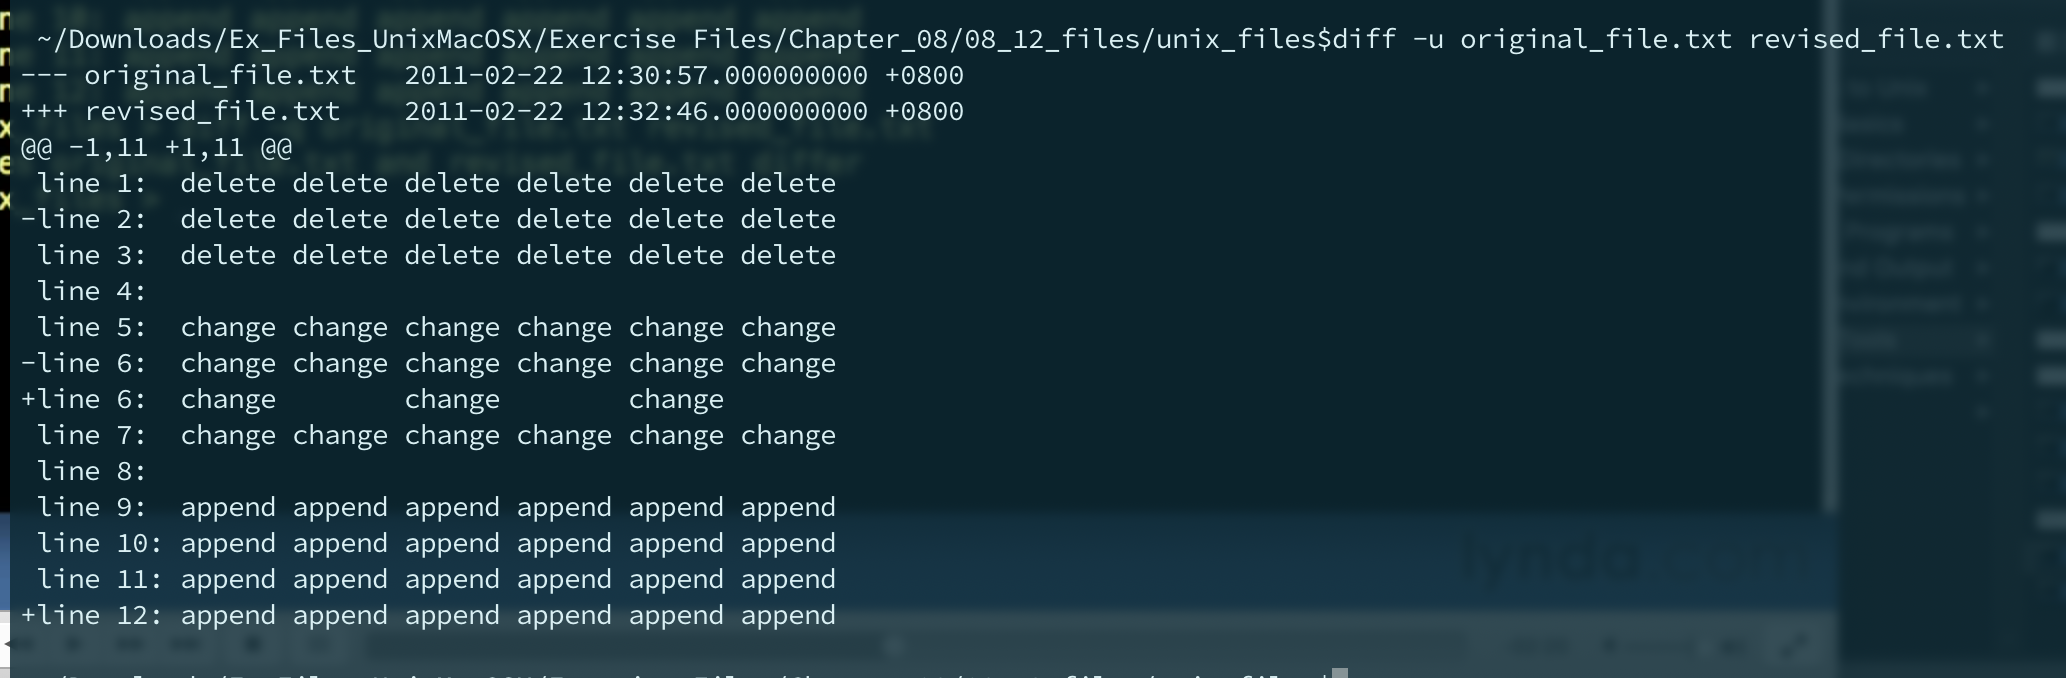 ~/Downloads/Ex_Files_UnixMacOSX/Exercise Files/Chapter_08/08_12_files/unix_files$diff -u original_file.txt revised_file.txt
--- original_file.txt   2011-02-22 12:30:57.000000000 +0800
+++ revised_file.txt    2011-02-22 12:32:46.000000000 +0800
@@ -1,11 +1,11 @@
 line 1:  delete delete delete delete delete delete
-line 2:  delete delete delete delete delete delete
 line 3:  delete delete delete delete delete delete
 line 4:
 line 5:  change change change change change change
-line 6:  change change change change change change
+line 6:  change        change        change
 line 7:  change change change change change change
 line 8:
 line 9:  append append append append append append
 line 10: append append append append append append
 line 11: append append append append append append
+line 12: append append append append append append
lynda